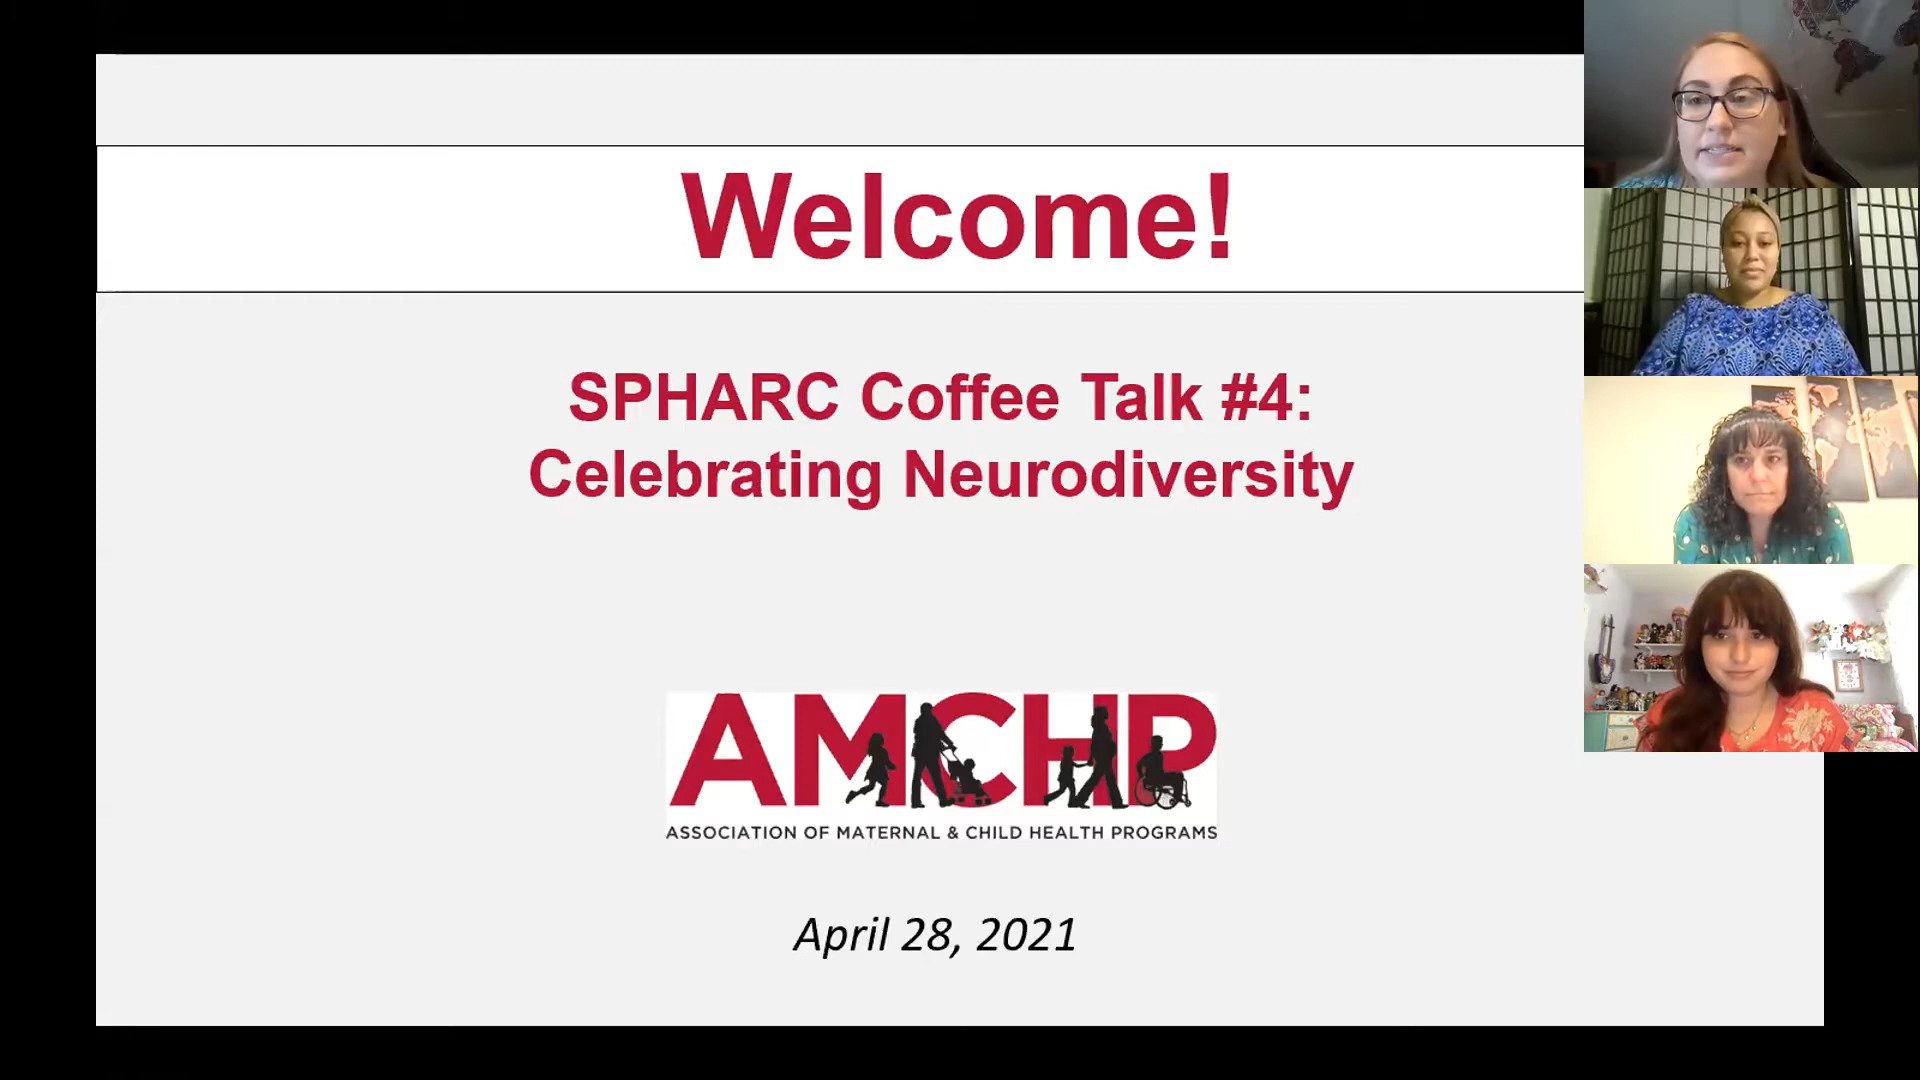 Welcome!
SPHARC Coffee Talk #4:
Celebrating Neurodiversity
AMCHP
ASSOCIATION OF MATERNAL & CHILD HEALTH PROGRAMS
April 28, 2021